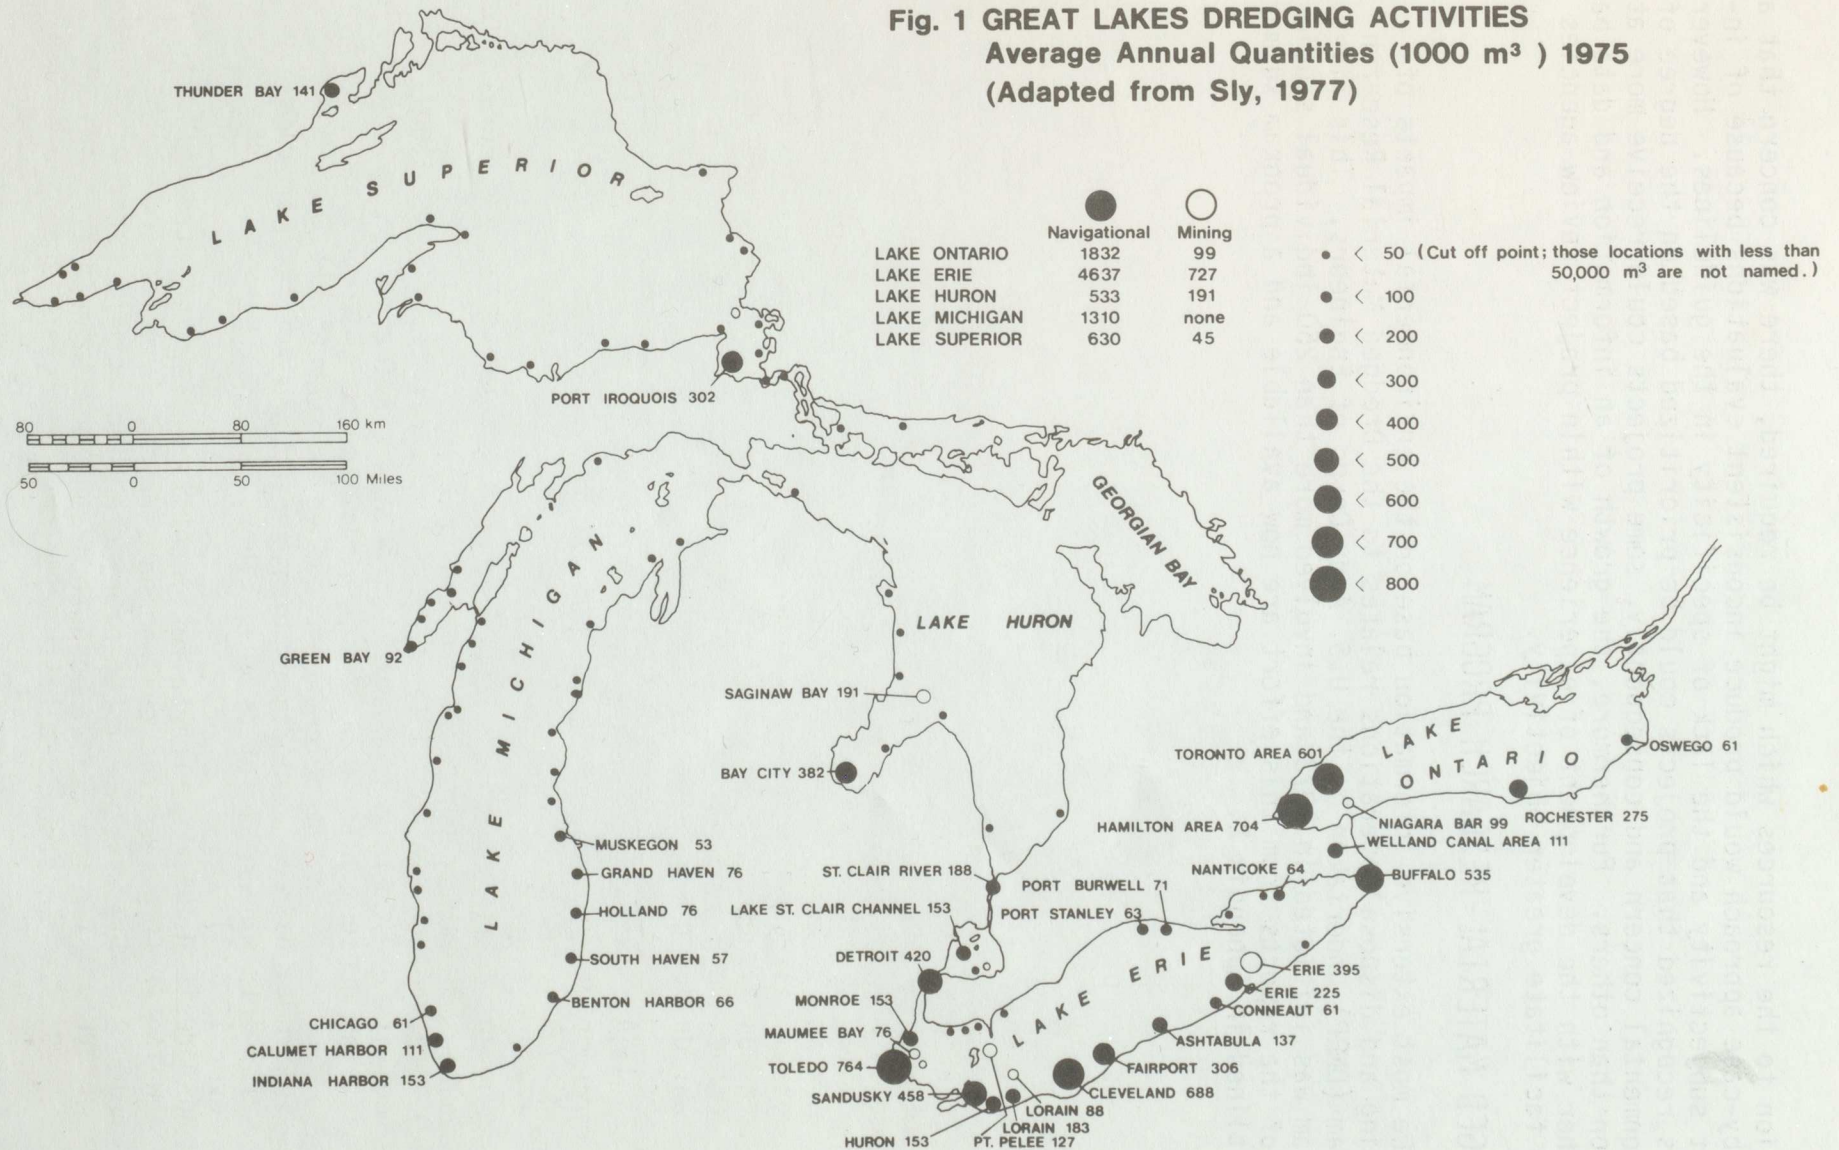 Fig. 1 GREAT LAKES DREDGING ACTIVITIES
Average Annual Quantities (1000 m³ ) 1975
(Adapted from Sly, 1977)
THUNDER BAY 141
LAKE SUPERIOR
Navigational Mining
LAKE ONTARIO 1832 99
LAKE ERIE 4637 727
LAKE HURON 533 191
LAKE MICHIGAN 1310 none
LAKE SUPERIOR 630 45
< 50 (Cut off point; those locations with less than
50,000 m³ are not named.)
< 100
< 200
< 300
< 400
< 500
< 600
< 700
< 800
PORT IROQUOIS 302
80 0 80 160 km
50 0 50 100 Miles
GEORGIAN BAY
LAKE HURON
LAKE MICHIGAN
GREEN BAY 92
SAGINAW BAY 191
BAY CITY 382
LAKE ONTARIO
TORONTO AREA 601
OSWEGO 61
HAMILTON AREA 704
NIAGARA BAR 99
ROCHESTER 275
WELLAND CANAL AREA 111
MUSKEGON 53
GRAND HAVEN 76
HOLLAND 76
SOUTH HAVEN 57
BENTON HARBOR 66
CHICAGO 61
CALUMET HARBOR 111
INDIANA HARBOR 153
ST. CLAIR RIVER 188
LAKE ST. CLAIR CHANNEL 153
PORT BURWELL 71
PORT STANLEY 63
NANTICOKE 64
BUFFALO 535
DETROIT 420
LAKE ERIE
MONROE 153
MAUMEE BAY 76
TOLEDO 764
SANDUSKY 458
HURON 153
ERIE 395
ERIE 225
CONNEAUT 61
ASHTABULA 137
FAIRPORT 306
CLEVELAND 688
LORAIN 88
LORAIN 183
PT. PELEE 127